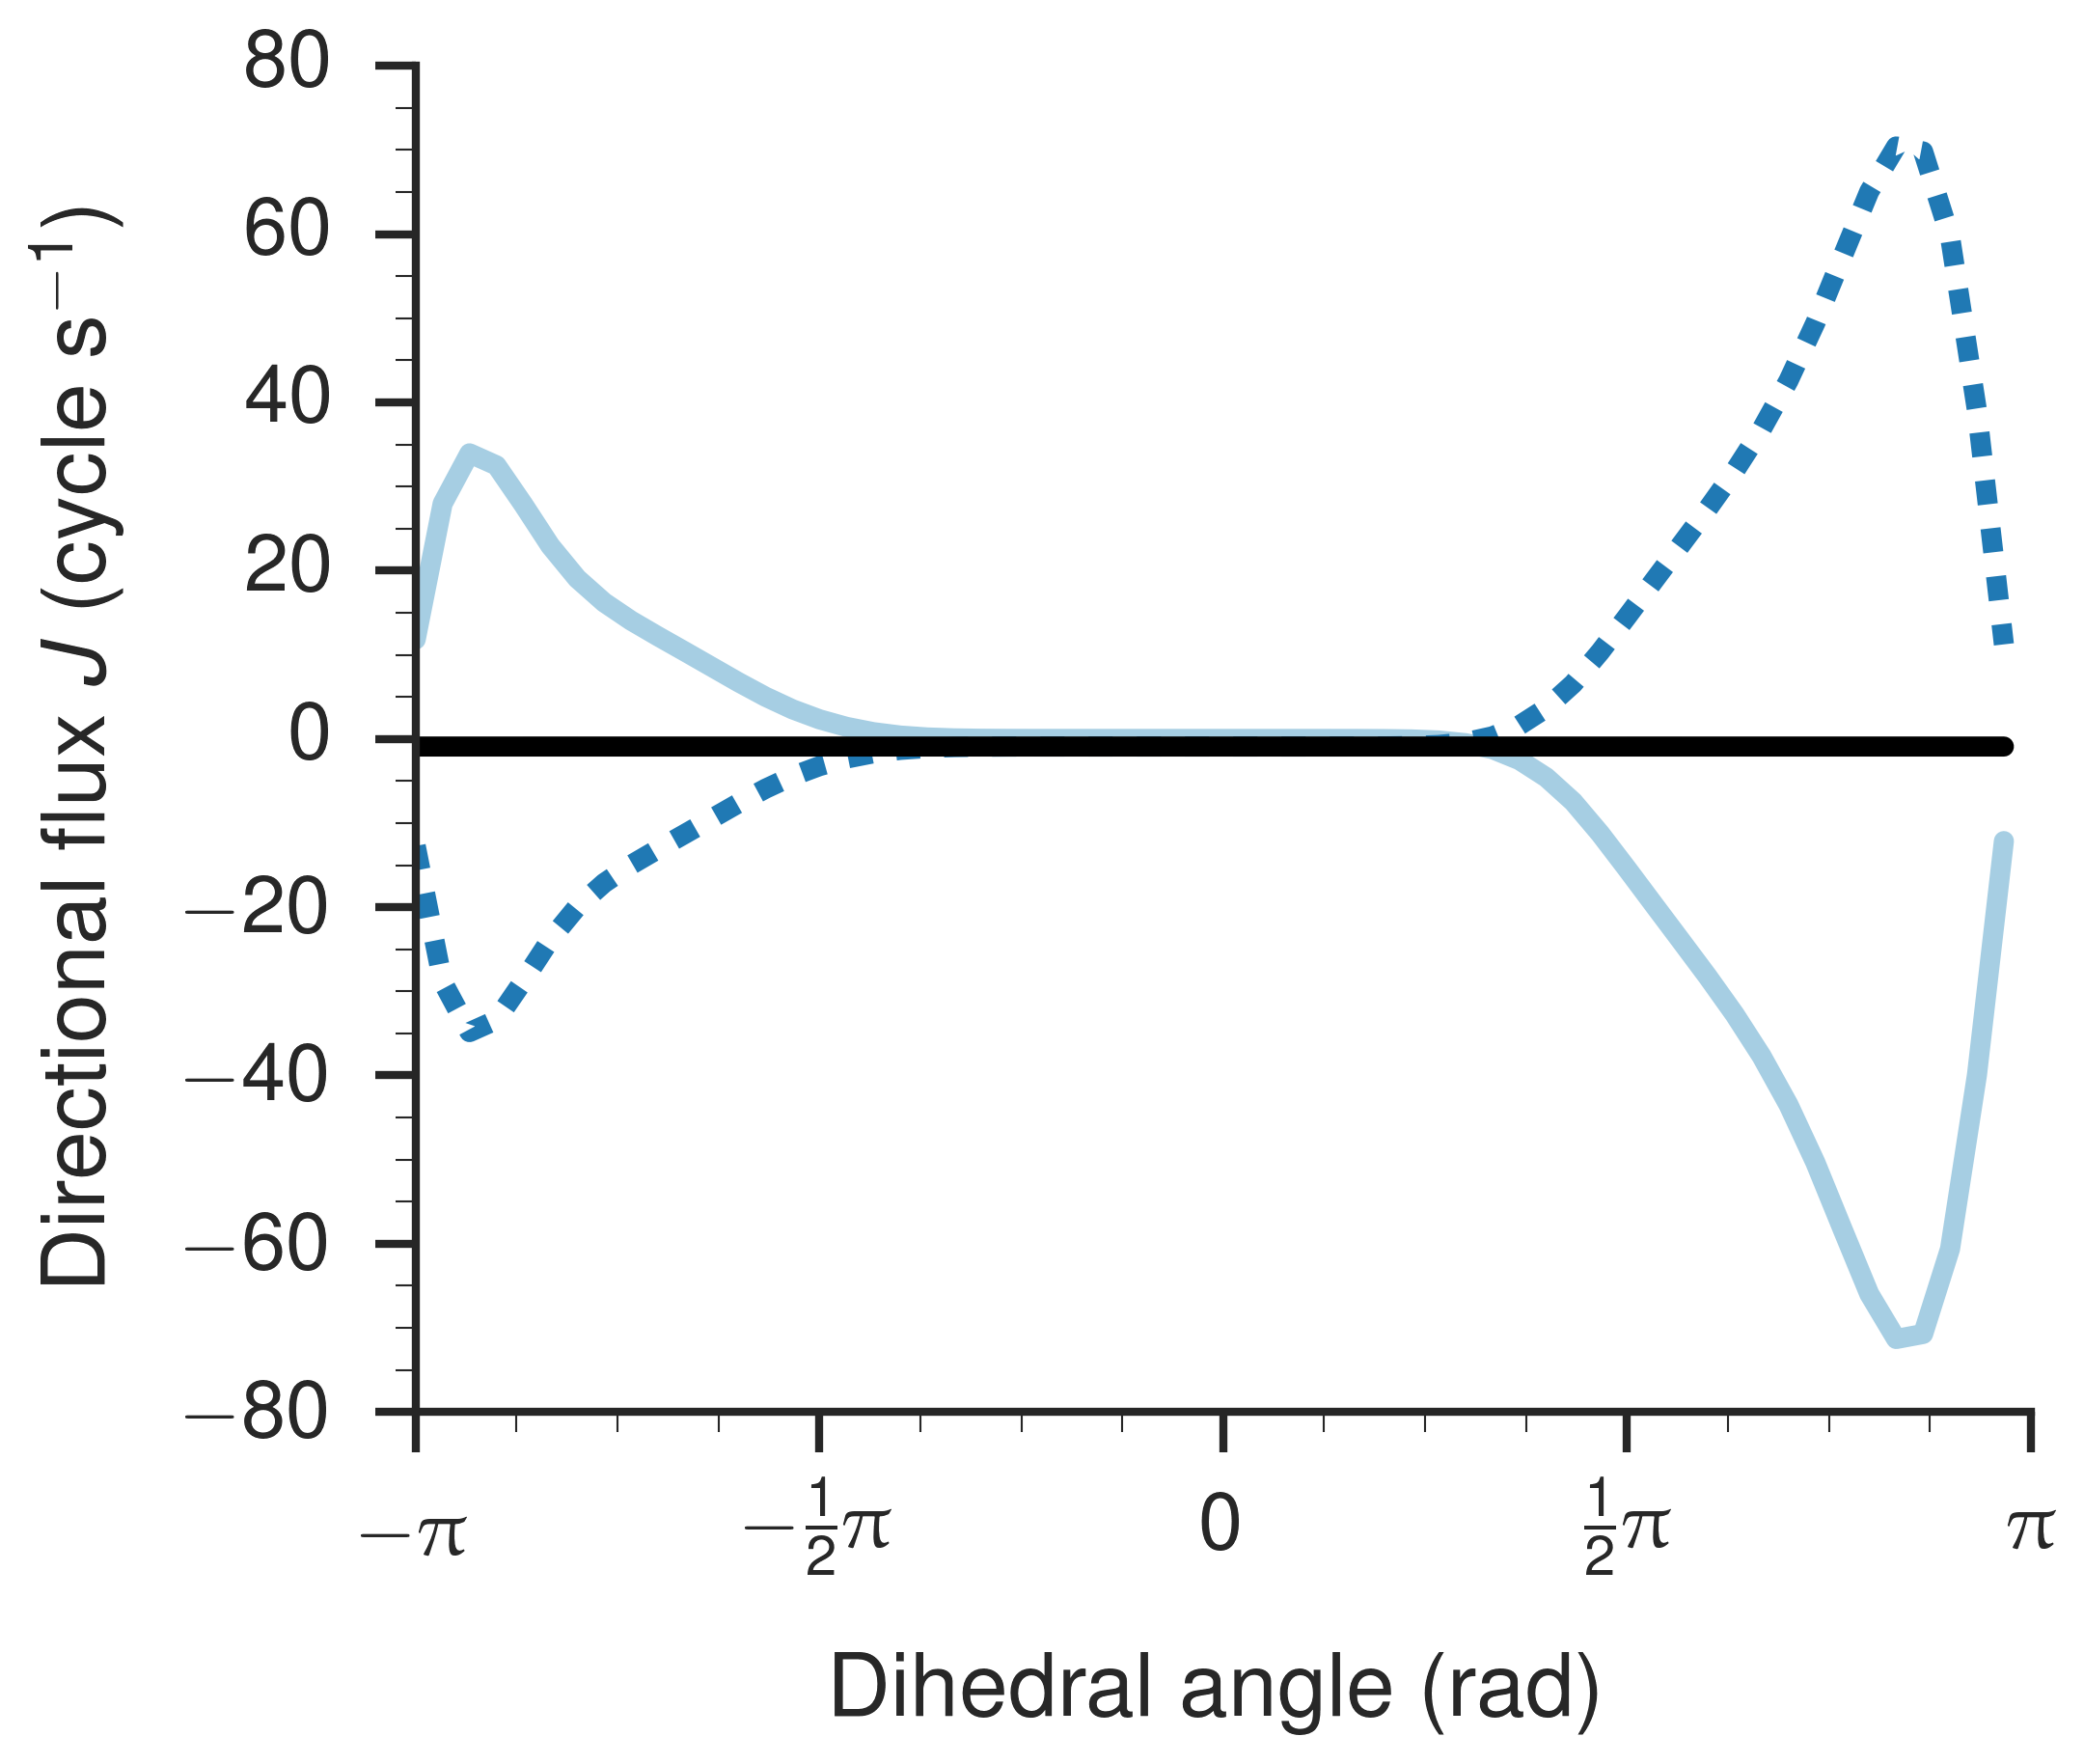 Directional flux J (cycle s⁻¹)
80
60
40
20
0
−20
−40
−60
−80
−π
−½π
0
½π
π
Dihedral angle (rad)